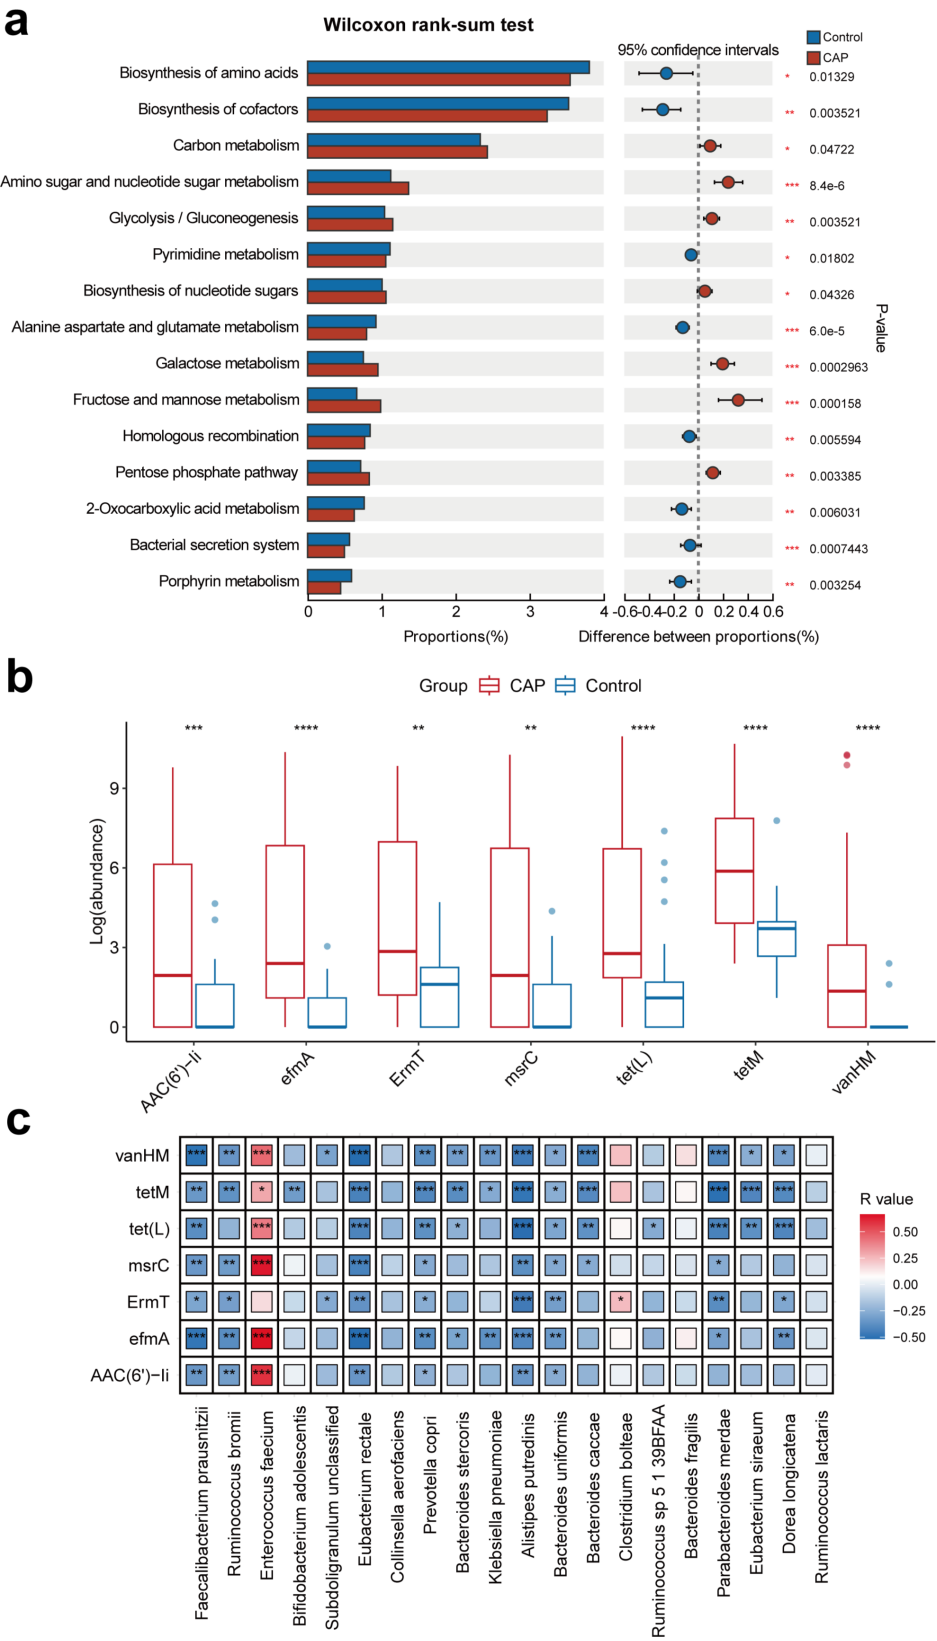 a
Wilcoxon rank-sum test
95% confidence intervals
Control
CAP
Biosynthesis of amino acids
* 0.01329
Biosynthesis of cofactors
** 0.003521
Carbon metabolism
* 0.04722
Amino sugar and nucleotide sugar metabolism
*** 8.4e-6
Glycolysis / Gluconeogenesis
** 0.003521
Pyrimidine metabolism
* 0.01802
Biosynthesis of nucleotide sugars
* 0.04326
Alanine aspartate and glutamate metabolism
*** 6.0e-5
Galactose metabolism
*** 0.0002963
Fructose and mannose metabolism
*** 0.000158
Homologous recombination
** 0.005594
Pentose phosphate pathway
** 0.003385
2-Oxocarboxylic acid metabolism
** 0.006031
Bacterial secretion system
*** 0.0007443
Porphyrin metabolism
** 0.003254
P-value
0 1 2 3 4
-0.6 -0.4 -0.2 0 0.2 0.4 0.6
Proportions(%)
Difference between proportions(%)
b
Group CAP Control
*** **** ** ** **** **** ****
Log(abundance)
9
6
3
0
AAC(6')−Ii
efmA
ErmT
msrC
tet(L)
tetM
vanHM
c
vanHM *** ** *** * *** ** ** ** *** * *** *** * *
tetM ** ** * ** *** *** ** * *** * *** *** *** ***
tet(L) ** *** *** ** * *** * ** * *** ** ***
msrC ** ** *** *** * ** * * *
ErmT * * * ** * *** ** * ** *
efmA *** ** *** *** ** * ** *** ** * **
AAC(6')−Ii ** ** *** ** * ** *
R value
0.50
0.25
0.00
−0.25
−0.50
Faecalibacterium prausnitzii
Ruminococcus bromii
Enterococcus faecium
Bifidobacterium adolescentis
Subdoligranulum unclassified
Eubacterium rectale
Collinsella aerofaciens
Prevotella copri
Bacteroides stercoris
Klebsiella pneumoniae
Alistipes putredinis
Bacteroides uniformis
Bacteroides caccae
Clostridium bolteae
Ruminococcus sp 5 1 39BFAA
Bacteroides fragilis
Parabacteroides merdae
Eubacterium siraeum
Dorea longicatena
Ruminococcus lactaris